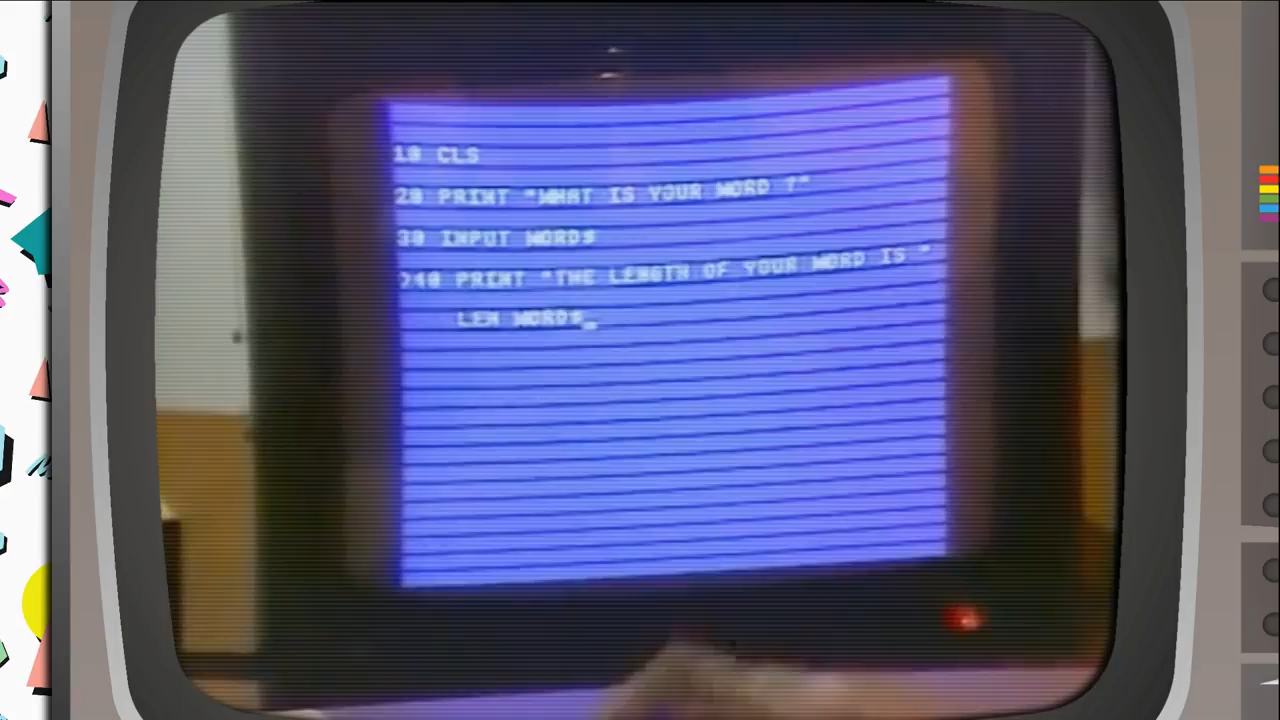 10 CLS
20 PRINT "WHAT IS YOUR WORD ?"
30 INPUT WORD$
>40 PRINT "THE LENGTH OF YOUR WORD IS "
LEN WORD$_